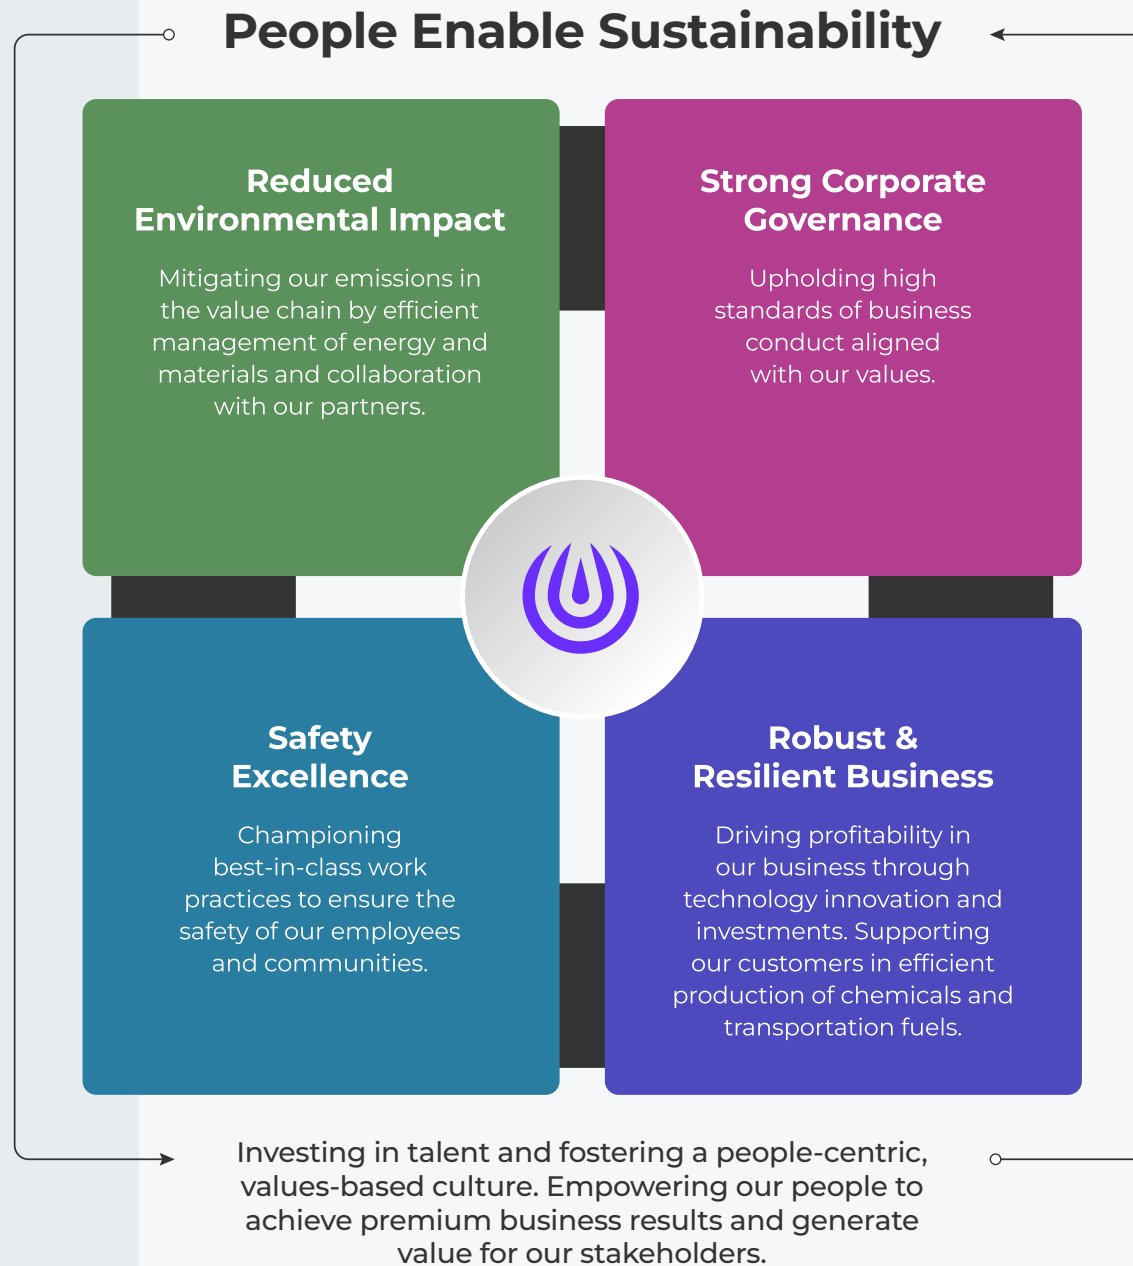 People Enable Sustainability
Reduced
Environmental Impact
Mitigating our emissions in
the value chain by efficient
management of energy and
materials and collaboration
with our partners.
Strong Corporate
Governance
Upholding high
standards of business
conduct aligned
with our values.
Safety
Excellence
Championing
best-in-class work
practices to ensure the
safety of our employees
and communities.
Robust &
Resilient Business
Driving profitability in
our business through
technology innovation and
investments. Supporting
our customers in efficient
production of chemicals and
transportation fuels.
Investing in talent and fostering a people-centric,
values-based culture. Empowering our people to
achieve premium business results and generate
value for our stakeholders.